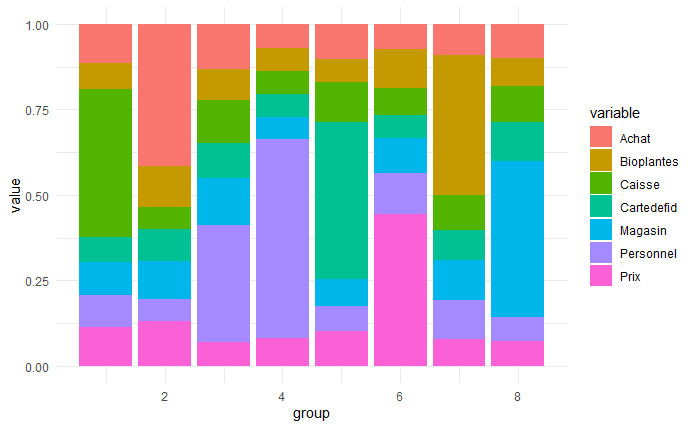 1.00
0.75
0.50
0.25
0.00
value
2
4
6
8
group
variable
Achat
Bioplantes
Caisse
Cartedefid
Magasin
Personnel
Prix